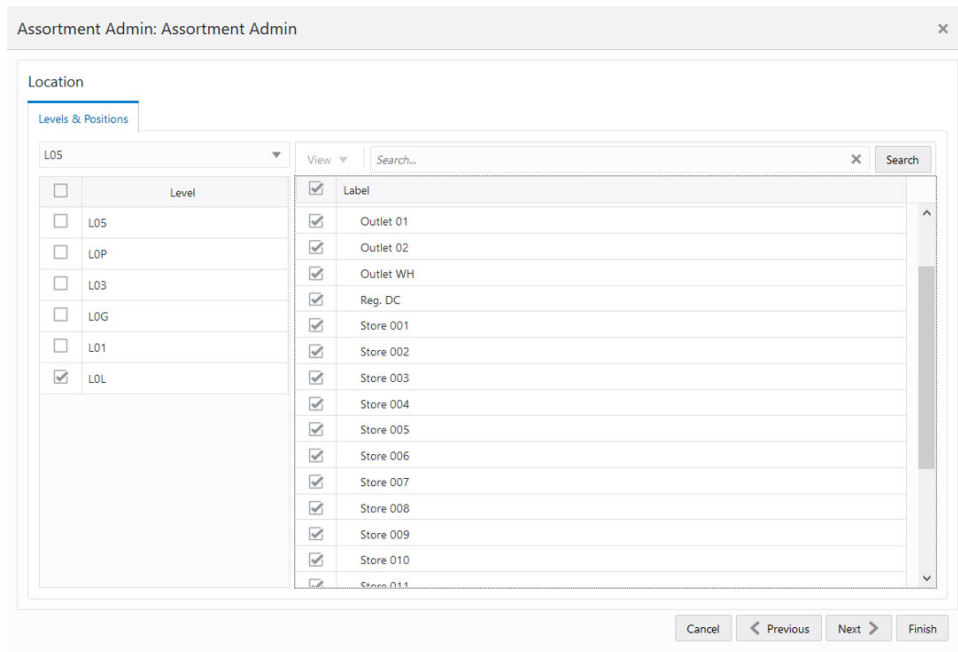 Assortment Admin: Assortment Admin
Location
Levels & Positions
L05
View
Search...
Search
Level
Label
L05
L0P
L03
L0G
L01
L0L
Outlet 01
Outlet 02
Outlet WH
Reg. DC
Store 001
Store 002
Store 003
Store 004
Store 005
Store 006
Store 007
Store 008
Store 009
Store 010
Store 011
Cancel
Previous
Next
Finish